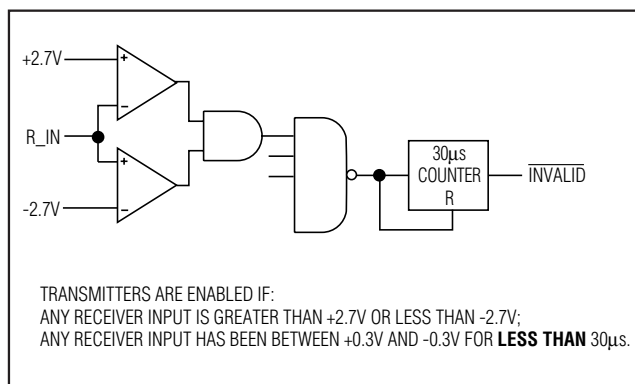 +2.7V
R_IN
-2.7V
30µs
COUNTER
R
INVALID
TRANSMITTERS ARE ENABLED IF:
ANY RECEIVER INPUT IS GREATER THAN +2.7V OR LESS THAN -2.7V;
ANY RECEIVER INPUT HAS BEEN BETWEEN +0.3V AND -0.3V FOR LESS THAN 30µs.